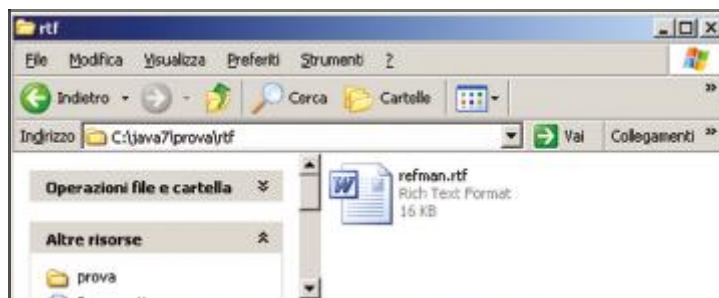 rtf
File Modifica Visualizza Preferiti Strumenti ?
Indietro Cerca Cartelle
Indirizzo C:\java7\prova\rtf Vai Collegamenti
Operazioni file e cartella
refman.rtf
Rich Text Format
16 KB
Altre risorse
prova